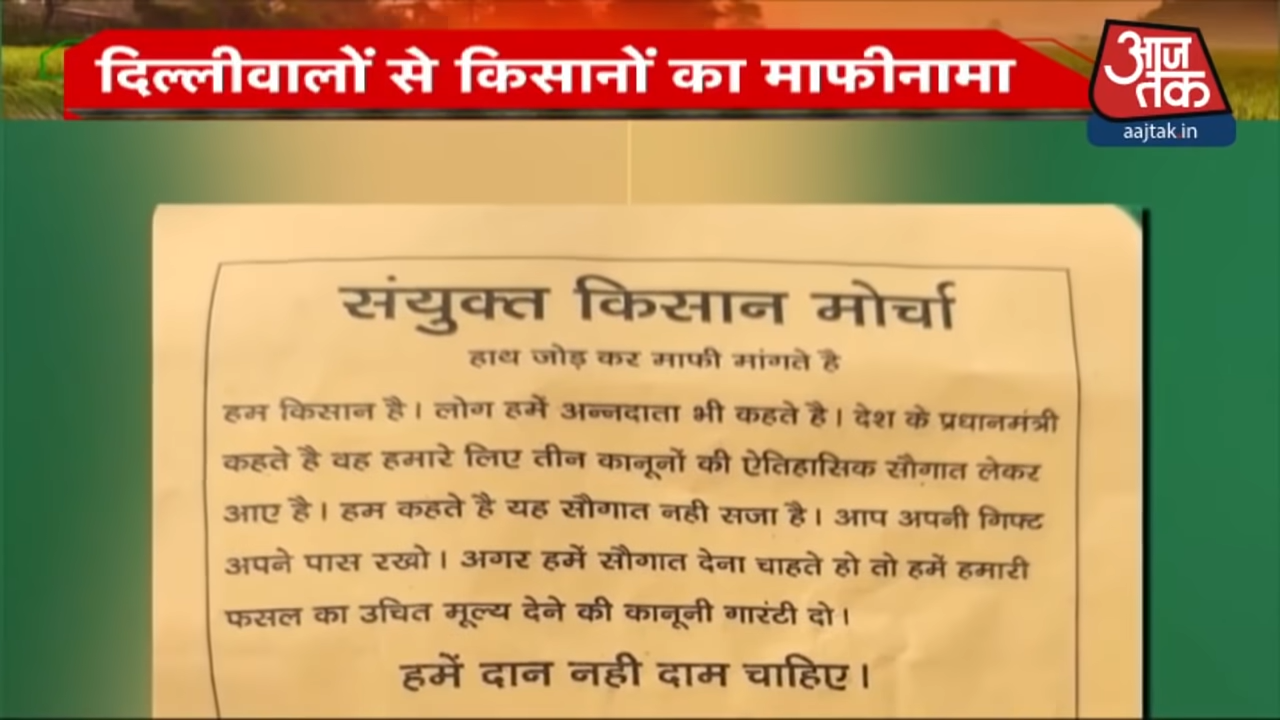 दिल्लीवालों से किसानों का माफीनामा
आज
तक
aajtak.in
संयुक्त किसान मोर्चा
हाथ जोड़ कर माफी मांगते है
हम किसान है। लोग हमें अन्नदाता भी कहते है। देश के प्रधानमंत्री
कहते है वह हमारे लिए तीन कानूनों की ऐतिहासिक सौगात लेकर
आए है। हम कहते है यह सौगात नही सजा है। आप अपनी गिफ्ट
अपने पास रखो। अगर हमें सौगात देना चाहते हो तो हमें हमारी
फसल का उचित मूल्य देने की कानूनी गारंटी दो।
हमें दान नही दाम चाहिए।